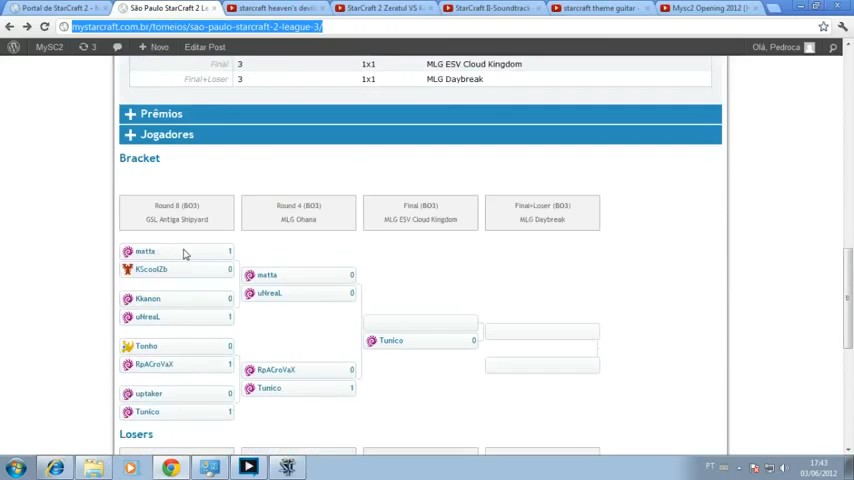 Portal de StarCraft 2 -
São Paulo StarCraft 2 Le
starcraft heaven's devil
StarCraft 2 Zeratul VS K
StarCraft II-Soundtrack-
starcraft theme guitar -
Mysc2 Opening 2012
mystarcraft.com.br/torneios/sao-paulo-starcraft-2-league-3/
MySC2 3 Novo Editar Post Olá, Pedroca
Final 3 1x1 MLG ESV Cloud Kingdom
Final+Loser 3 1x1 MLG Daybreak
Prêmios
Jogadores
Bracket
Round 8 (BO3) Round 4 (BO3) Final (BO3) Final+Loser (BO3)
GSL Antiga Shipyard MLG Ohana MLG ESV Cloud Kingdom MLG Daybreak
matta 1
KScoolZb 0
matta 0
uNreaL 0
Kkanon 0
uNreaL 1
Tunico 0
Tonho 0
RpACroVaX 1
RpACroVaX 0
Tunico 1
uptaker 0
Tunico 1
Losers
PT
17:43
03/06/2012